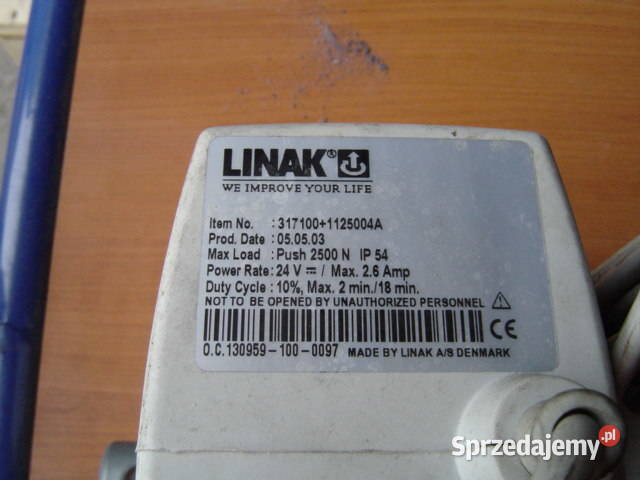 LINAK®
WE IMPROVE YOUR LIFE
Item No. : 317100+1125004A
Prod. Date : 05.05.03
Max Load : Push 2500 N IP 54
Power Rate: 24 V ⎓ / Max. 2.6 Amp
Duty Cycle : 10%, Max. 2 min./18 min.
NOT TO BE OPENED BY UNAUTHORIZED PERSONNEL ⚠
CE
O.C.130959-100-0097 MADE BY LINAK A/S DENMARK
Sprzedajemy.pl